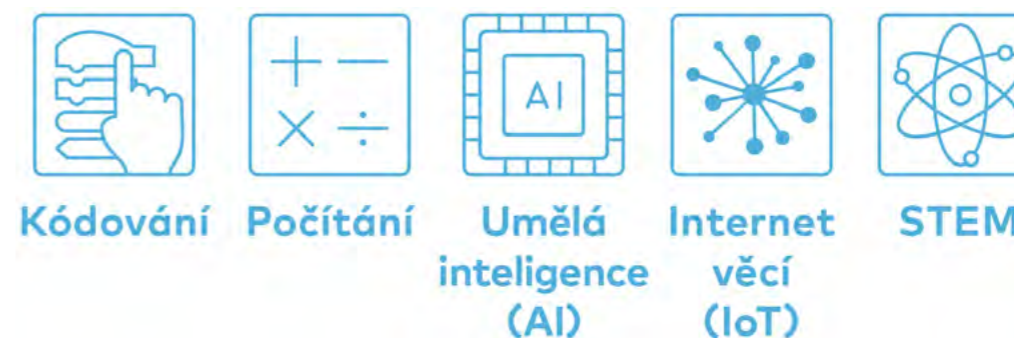 AI
Kódování
Počítání
Umělá
inteligence
(AI)
Internet
věcí
(IoT)
STEM